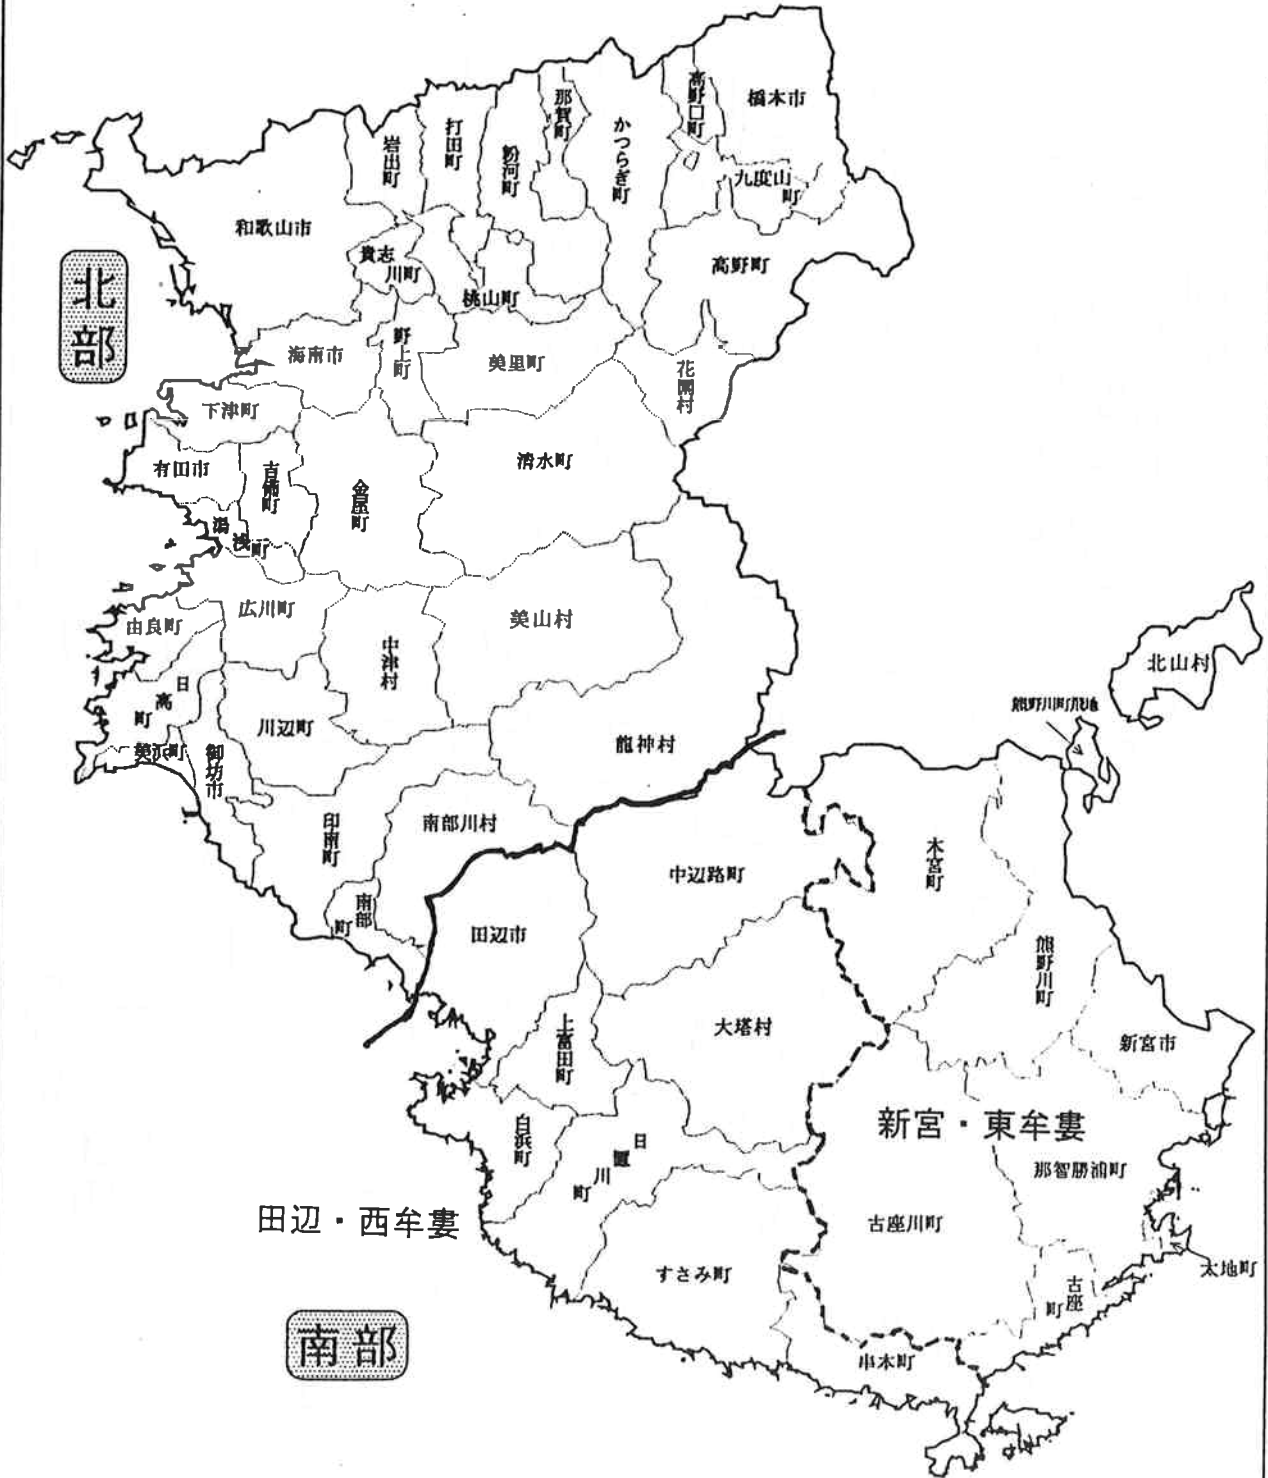 橋本市
高野口町
那賀町
打田町
かつらぎ町
岩出町
粉河町
九度山町
和歌山市
貴志川町
高野町
桃山町
北部
野上町
海南市
美里町
花園村
下津町
清水町
有田市
吉備町
金屋町
湯浅町
広川町
美山村
由良町
中津村
北山村
日高町
熊野川町飛地
川辺町
龍神村
美浜町
御坊市
印南町
南部川村
本宮町
中辺路町
南部町
田辺市
熊野川町
大塔村
上富田町
新宮市
新宮・東牟婁
白浜町
日置川町
那智勝浦町
田辺・西牟婁
古座川町
すさみ町
太地町
古座町
南部
串本町